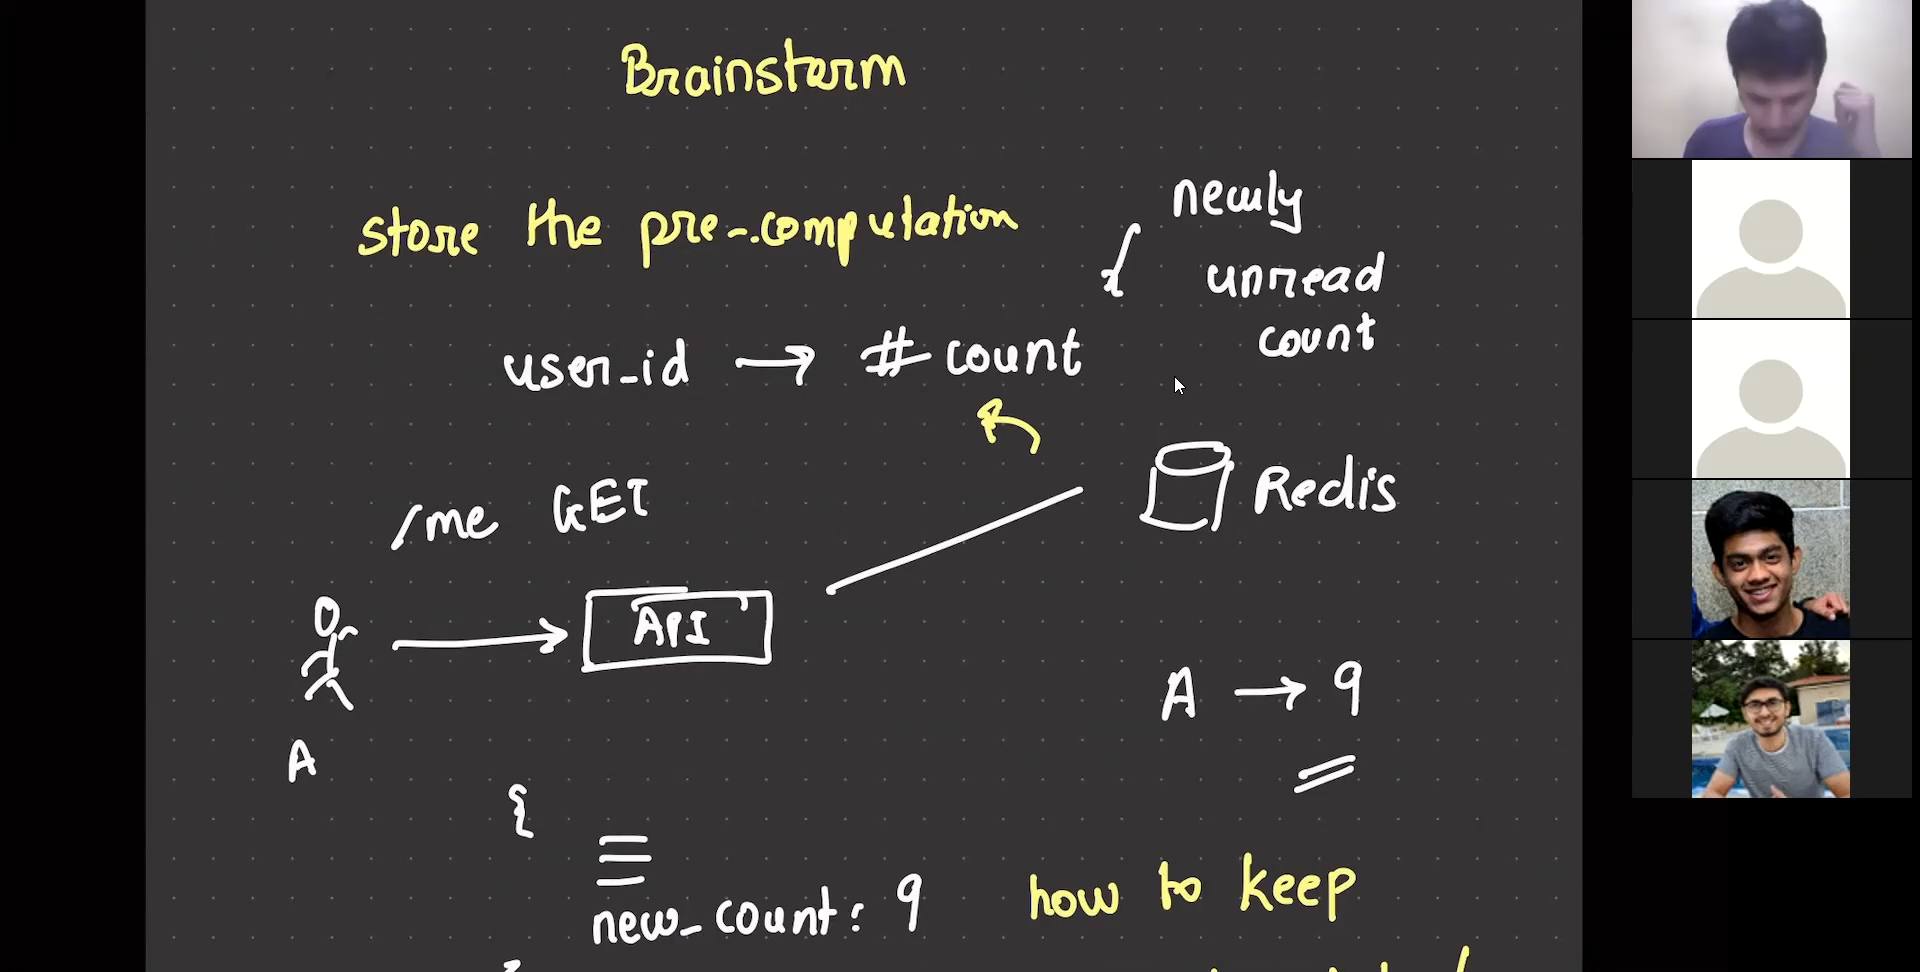 Brainstorm
store the pre-computation
newly
unread
count
user_id → # count
/me GET
Redis
API
A → 9
A
{
new_count: 9
how to keep